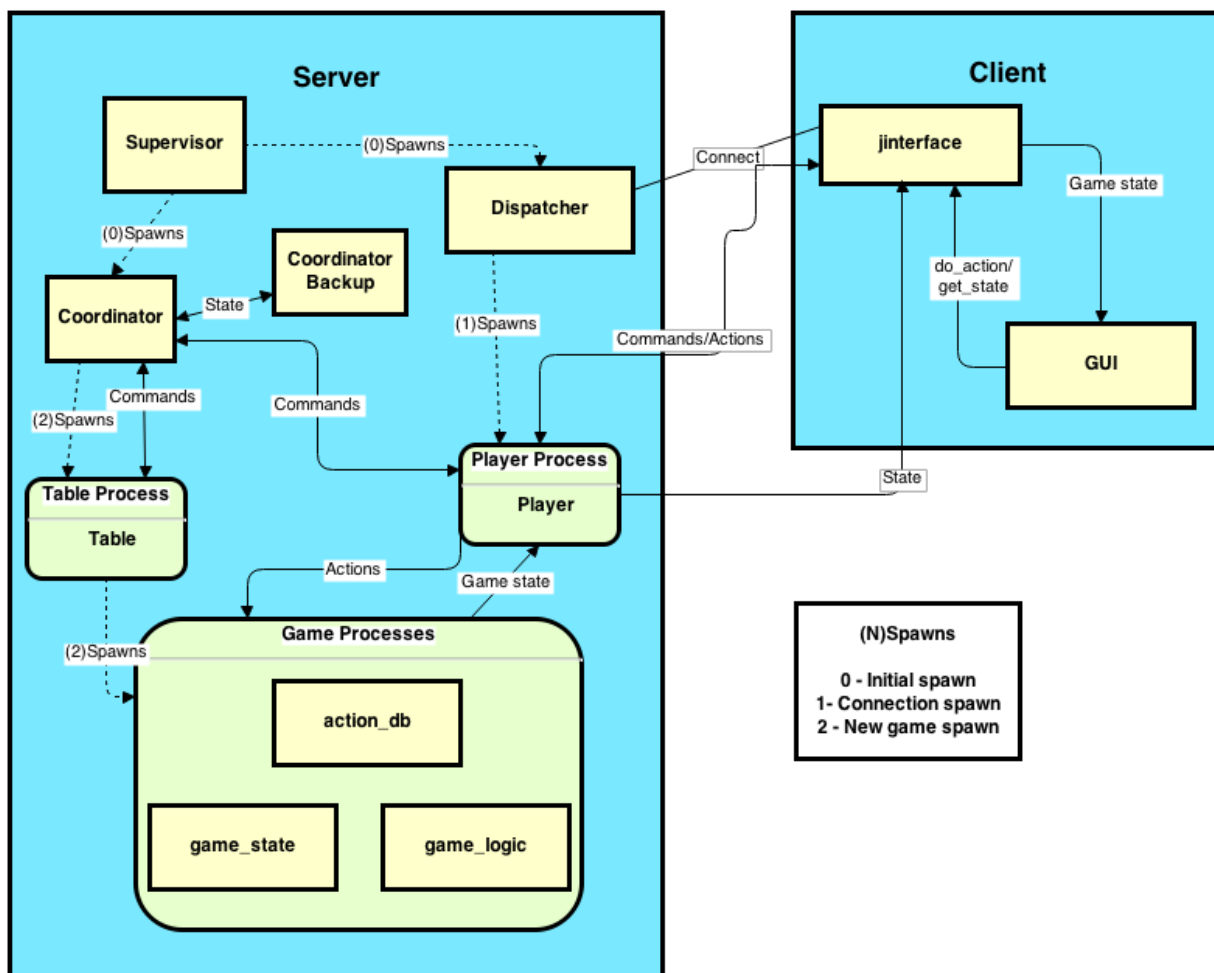 Server
Supervisor
(0)Spawns
(0)Spawns
Dispatcher
Coordinator
Backup
Coordinator
State
(1)Spawns
Commands
(2)Spawns
Commands
Table Process
Table
Player Process
Player
Actions
Game state
(2)Spawns
Game Processes
action_db
game_state
game_logic
Connect
Commands/Actions
State
Client
jinterface
Game state
do_action/
get_state
GUI
(N)Spawns
0 - Initial spawn
1- Connection spawn
2 - New game spawn